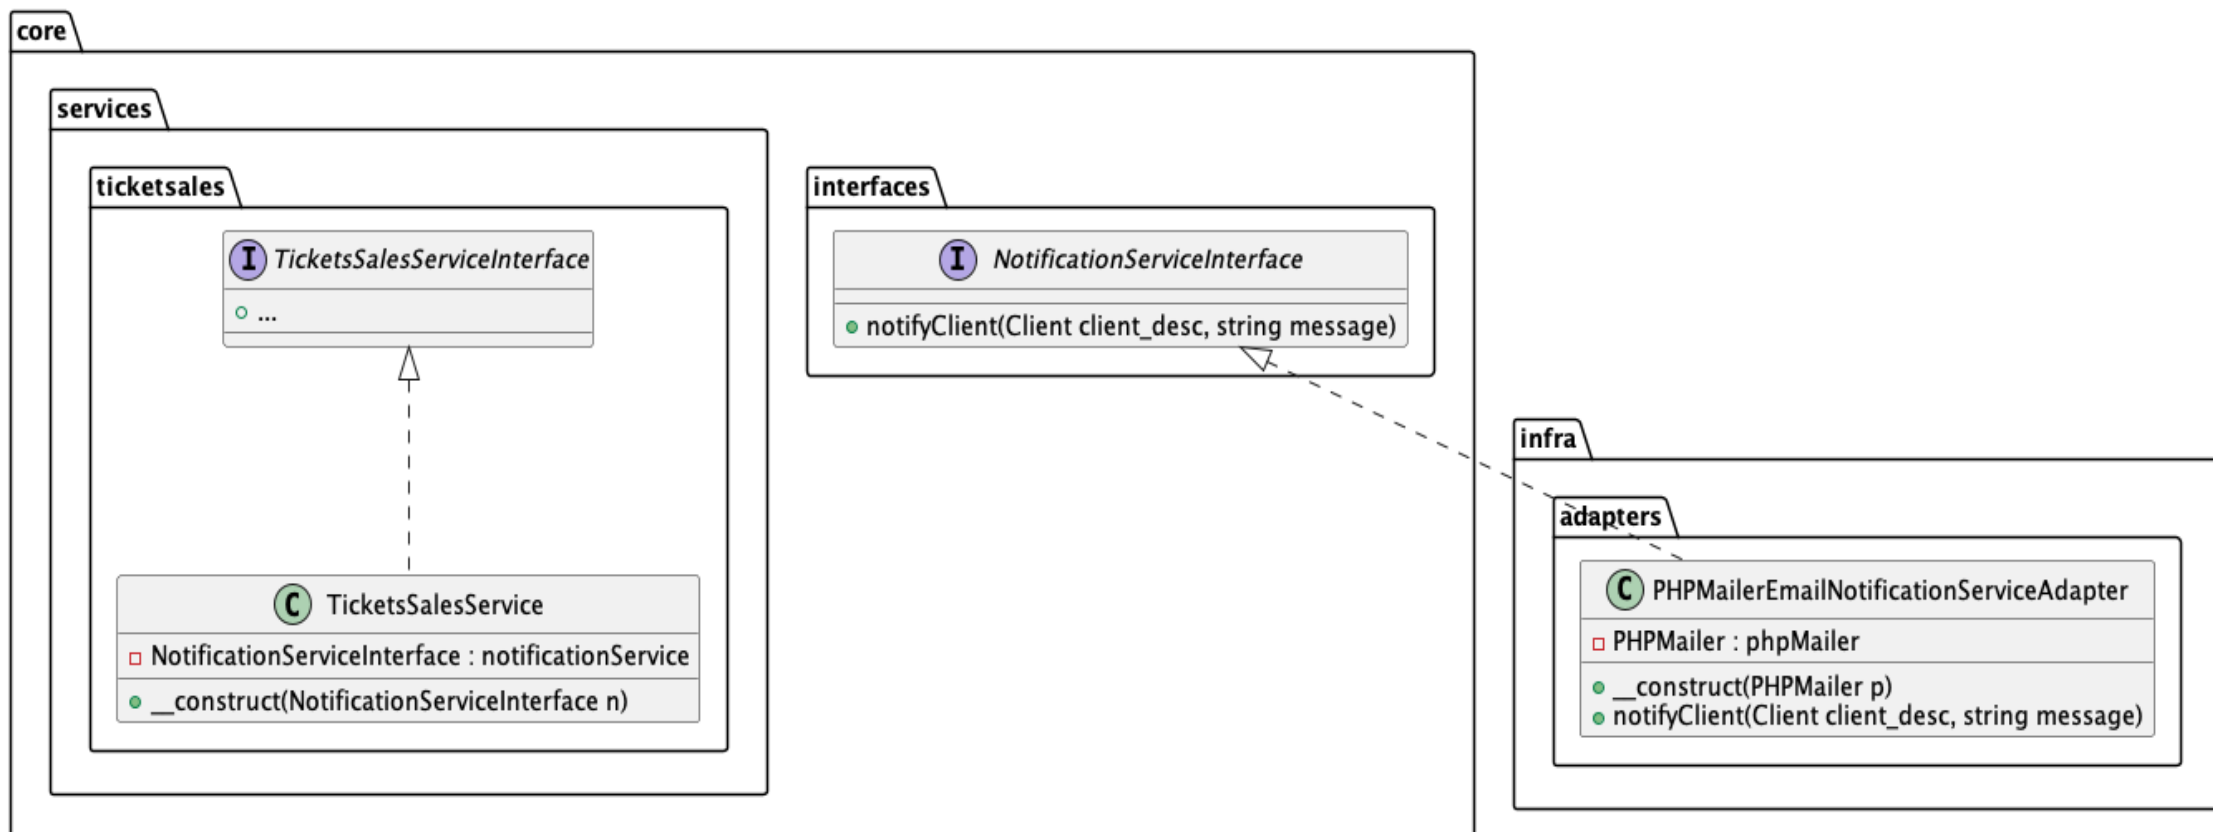 core
services
ticketsales
I TicketsSalesServiceInterface
...
C TicketsSalesService
NotificationServiceInterface : notificationService
__construct(NotificationServiceInterface n)
interfaces
I NotificationServiceInterface
notifyClient(Client client_desc, string message)
infra
adapters
C PHPMailerEmailNotificationServiceAdapter
PHPMailer : phpMailer
__construct(PHPMailer p)
notifyClient(Client client_desc, string message)